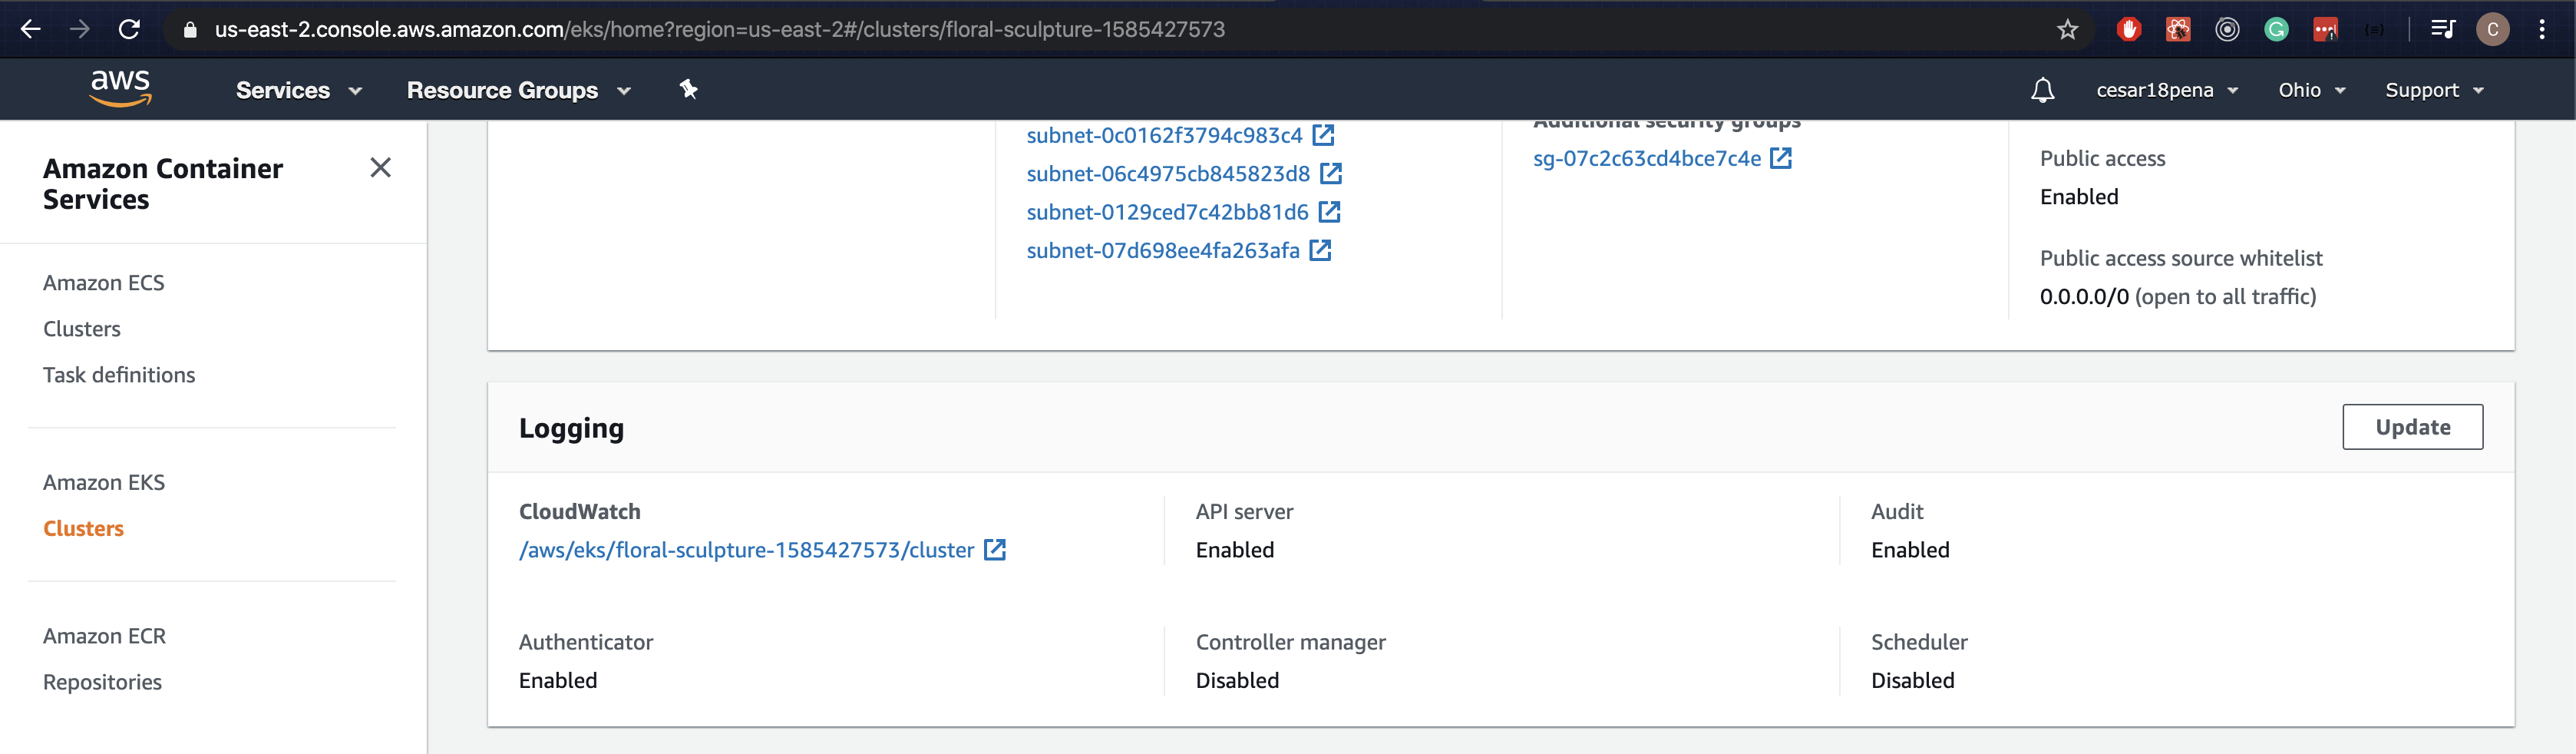 us-east-2.console.aws.amazon.com/eks/home?region=us-east-2#/clusters/floral-sculpture-1585427573
C
aws
Services
Resource Groups
cesar18pena
Ohio
Support
Amazon Container
Services
Amazon ECS
Clusters
Task definitions
Amazon EKS
Clusters
Amazon ECR
Repositories
subnet-0c0162f3794c983c4
subnet-06c4975cb845823d8
subnet-0129ced7c42bb81d6
subnet-07d698ee4fa263afa
Additional security groups
sg-07c2c63cd4bce7c4e
Public access
Enabled
Public access source whitelist
0.0.0.0/0 (open to all traffic)
Logging
Update
CloudWatch
/aws/eks/floral-sculpture-1585427573/cluster
API server
Enabled
Audit
Enabled
Authenticator
Enabled
Controller manager
Disabled
Scheduler
Disabled